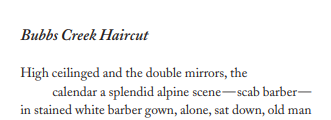 Bubbs Creek Haircut
High ceilinged and the double mirrors, the
calendar a splendid alpine scene—scab barber—
in stained white barber gown, alone, sat down, old man